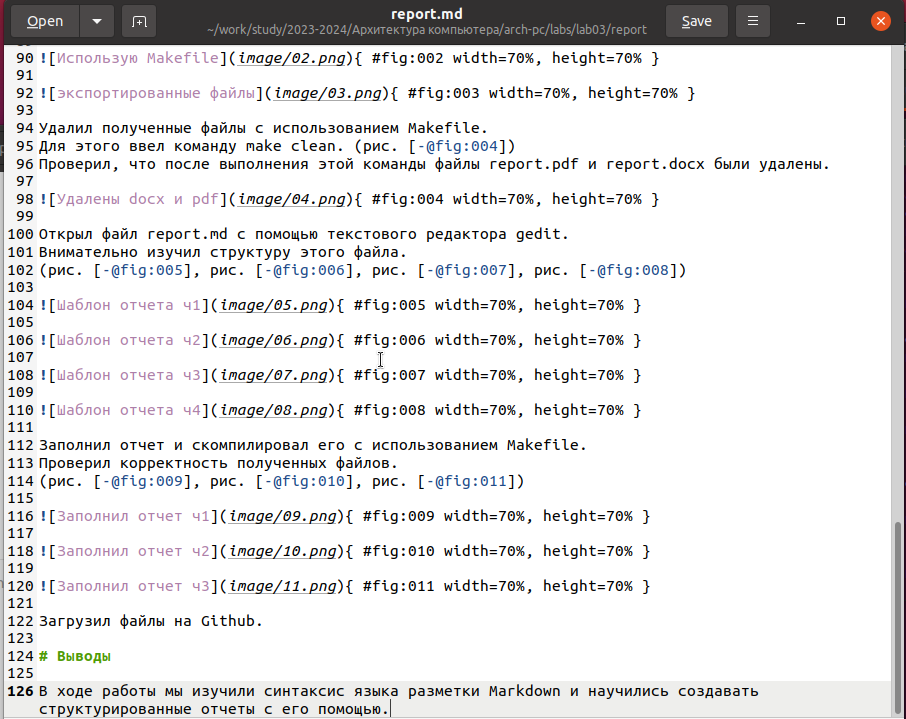 report.md
Open
Save
~/work/study/2023-2024/Архитектура компьютера/arch-pc/labs/lab03/report
90 ![Использую Makefile](image/02.png){ #fig:002 width=70%, height=70% }
91
92 ![экспортированные файлы](image/03.png){ #fig:003 width=70%, height=70% }
93
94 Удалил полученные файлы с использованием Makefile.
95 Для этого ввел команду make clean. (рис. [-@fig:004])
96 Проверил, что после выполнения этой команды файлы report.pdf и report.docx были удалены.
97
98 ![Удалены docx и pdf](image/04.png){ #fig:004 width=70%, height=70% }
99
100 Открыл файл report.md с помощью текстового редактора gedit.
101 Внимательно изучил структуру этого файла.
102 (рис. [-@fig:005], рис. [-@fig:006], рис. [-@fig:007], рис. [-@fig:008])
103
104 ![Шаблон отчета ч1](image/05.png){ #fig:005 width=70%, height=70% }
105
106 ![Шаблон отчета ч2](image/06.png){ #fig:006 width=70%, height=70% }
107
108 ![Шаблон отчета ч3](image/07.png){ #fig:007 width=70%, height=70% }
109
110 ![Шаблон отчета ч4](image/08.png){ #fig:008 width=70%, height=70% }
111
112 Заполнил отчет и скомпилировал его с использованием Makefile.
113 Проверил корректность полученных файлов.
114 (рис. [-@fig:009], рис. [-@fig:010], рис. [-@fig:011])
115
116 ![Заполнил отчет ч1](image/09.png){ #fig:009 width=70%, height=70% }
117
118 ![Заполнил отчет ч2](image/10.png){ #fig:010 width=70%, height=70% }
119
120 ![Заполнил отчет ч3](image/11.png){ #fig:011 width=70%, height=70% }
121
122 Загрузил файлы на Github.
123
124 # Выводы
125
126 В ходе работы мы изучили синтаксис языка разметки Markdown и научились создавать
структурированные отчеты с его помощью.